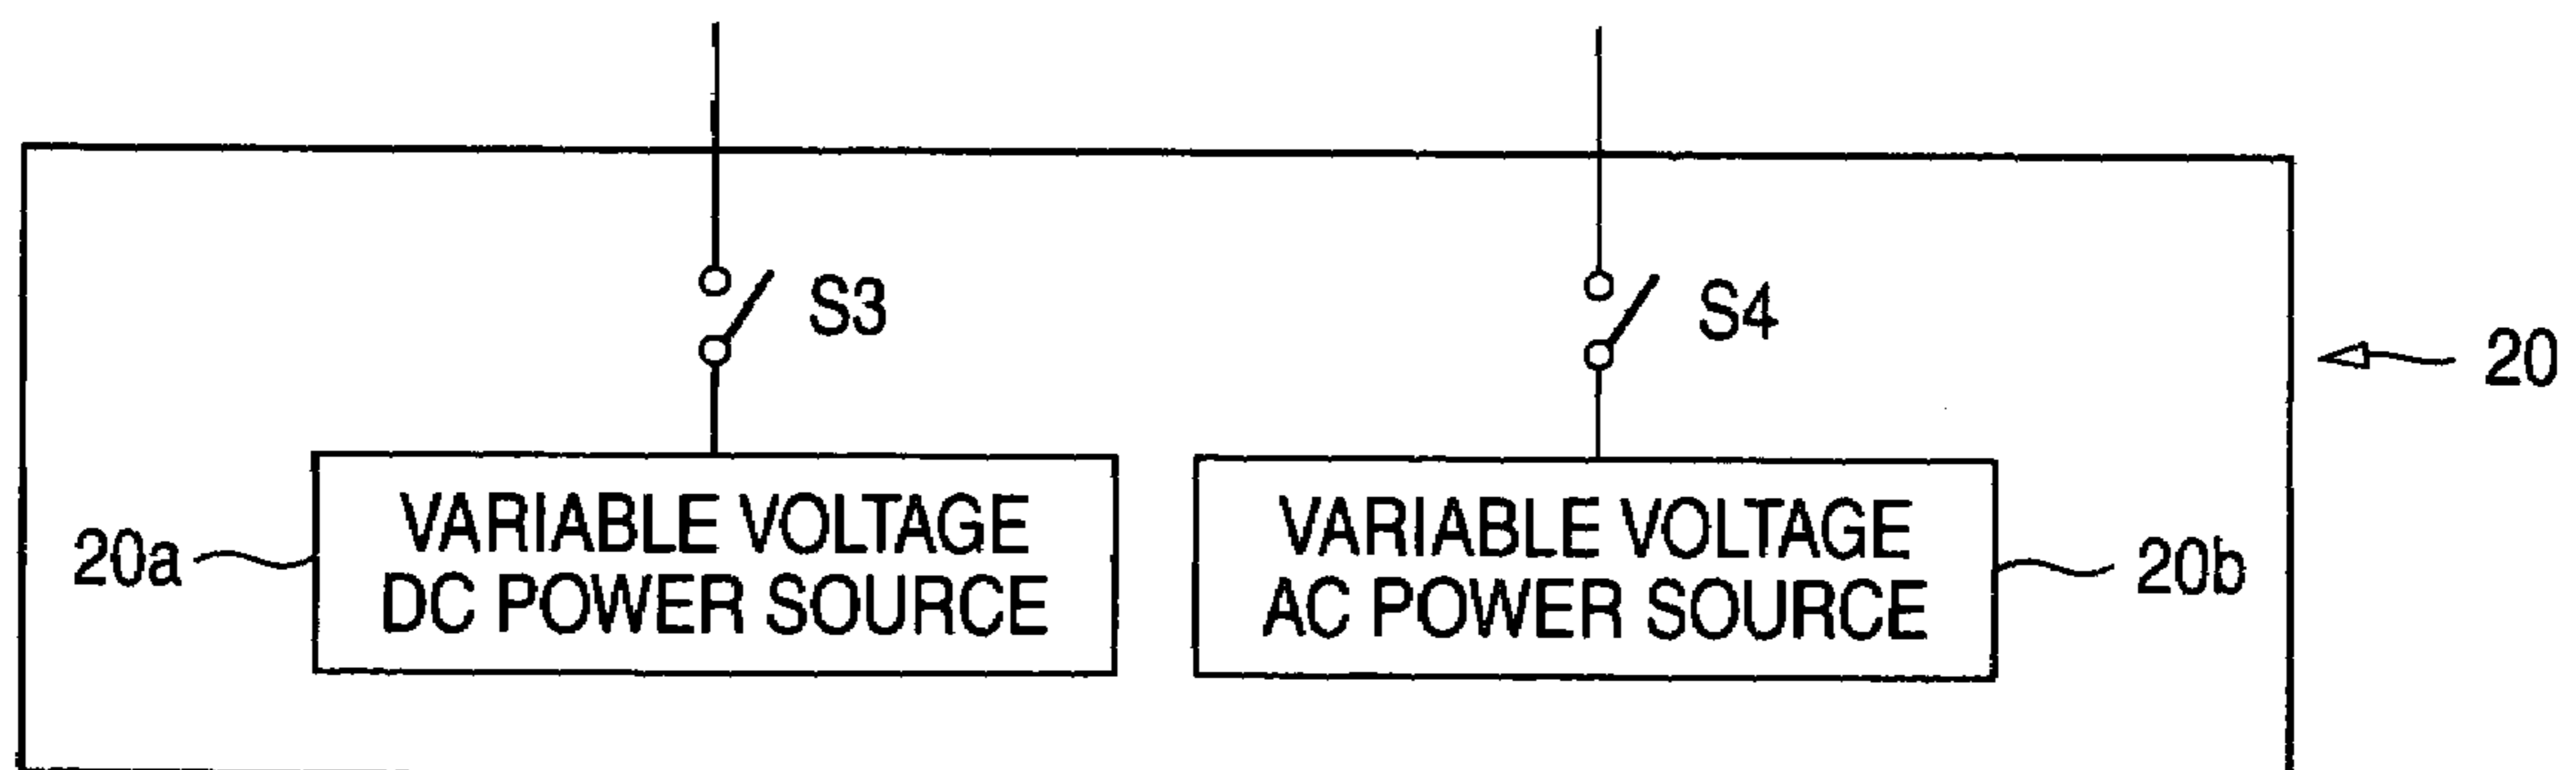 S3
S4
20
20a
VARIABLE VOLTAGE
DC POWER SOURCE
VARIABLE VOLTAGE
AC POWER SOURCE
20b